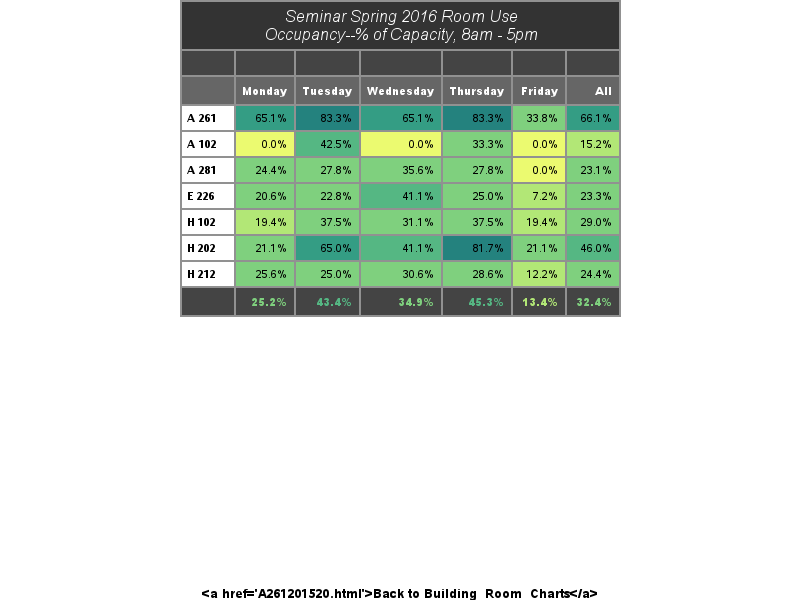 Seminar Spring 2016 Room Use
Occupancy--% of Capacity, 8am - 5pm
Monday Tuesday Wednesday Thursday Friday All
A 261 65.1% 83.3% 65.1% 83.3% 33.8% 66.1%
A 102 0.0% 42.5% 0.0% 33.3% 0.0% 15.2%
A 281 24.4% 27.8% 35.6% 27.8% 0.0% 23.1%
E 226 20.6% 22.8% 41.1% 25.0% 7.2% 23.3%
H 102 19.4% 37.5% 31.1% 37.5% 19.4% 29.0%
H 202 21.1% 65.0% 41.1% 81.7% 21.1% 46.0%
H 212 25.6% 25.0% 30.6% 28.6% 12.2% 24.4%
25.2% 43.4% 34.9% 45.3% 13.4% 32.4%
<a href='A261201520.html'>Back to Building_Room_Charts</a>